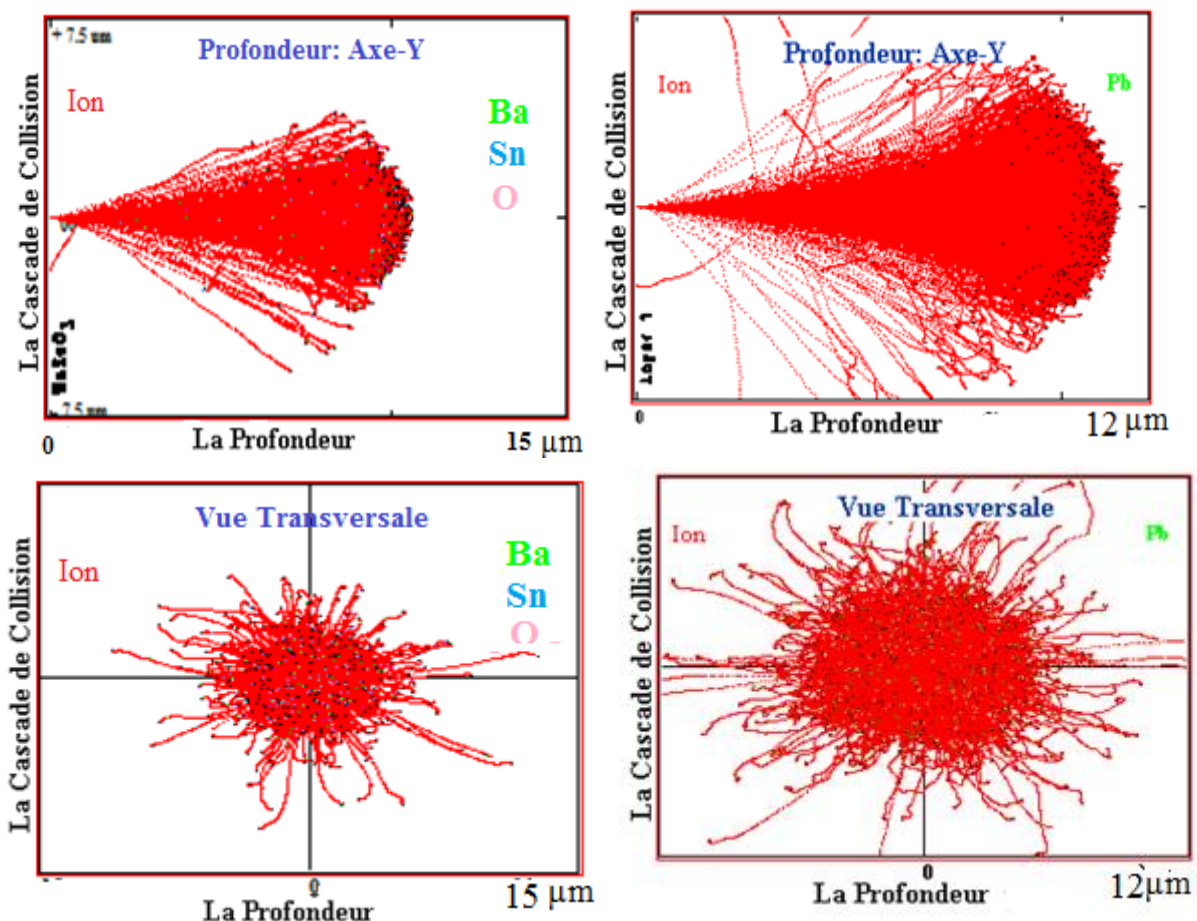 + 7.5 um
Profondeur: Axe-Y
Ion
Ba
Sn
O
La Cascade de Collision
- 7.5 um
0
La Profondeur
15 μm
Profondeur: Axe-Y
Ion
Pb
La Cascade de Collision
Layer 1
0
La Profondeur
12 μm
Vue Transversale
Ion
Ba
Sn
O
La Cascade de Collision
0
La Profondeur
15 μm
Vue Transversale
Ion
Pb
La Cascade de Collision
0
La Profondeur
12μm